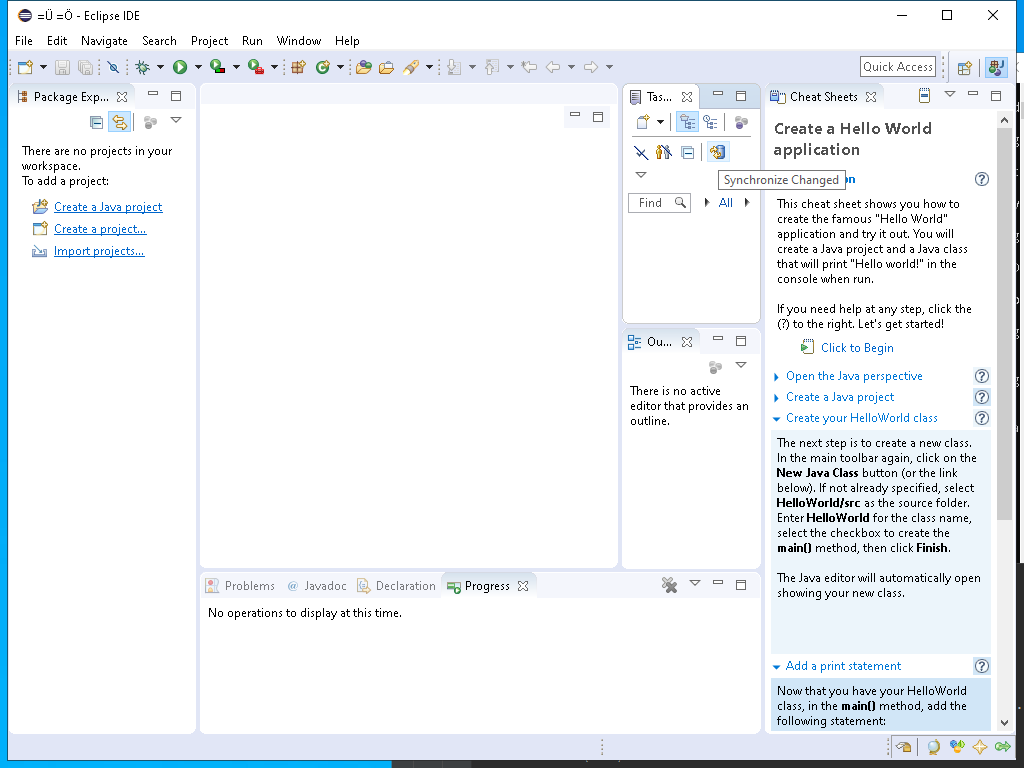 =Ü =Ö - Eclipse IDE
File Edit Navigate Search Project Run Window Help
Quick Access
Package Exp...
There are no projects in your
workspace.
To add a project:
Create a Java project
Create a project...
Import projects...
Tas...
Synchronize Changed
Find
All
Ou...
There is no active
editor that provides an
outline.
Problems @ Javadoc Declaration Progress
No operations to display at this time.
Cheat Sheets
Create a Hello World
application
This cheat sheet shows you how to
create the famous "Hello World"
application and try it out. You will
create a Java project and a Java class
that will print "Hello world!" in the
console when run.
If you need help at any step, click the
(?) to the right. Let's get started!
Click to Begin
Open the Java perspective
Create a Java project
Create your HelloWorld class
The next step is to create a new class.
In the main toolbar again, click on the
New Java Class button (or the link
below). If not already specified, select
HelloWorld/src as the source folder.
Enter HelloWorld for the class name,
select the checkbox to create the
main() method, then click Finish.
The Java editor will automatically open
showing your new class.
Add a print statement
Now that you have your HelloWorld
class, in the main() method, add the
following statement: